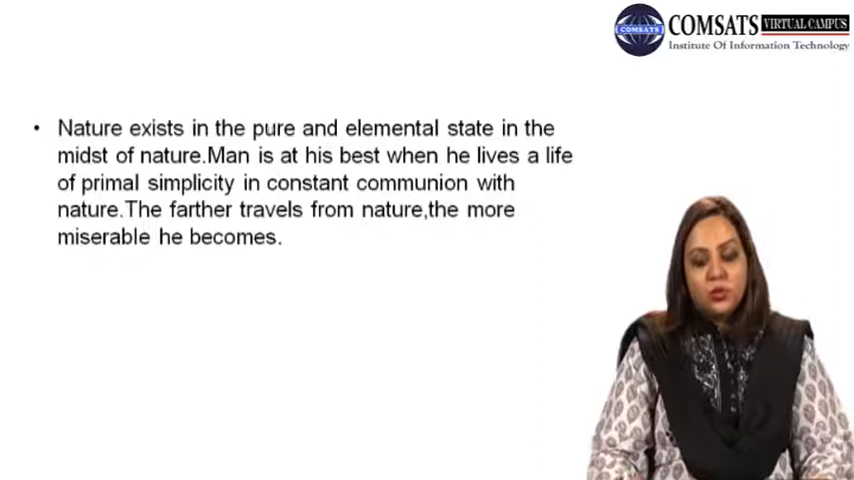 COMSATS VIRTUAL CAMPUS
Institute Of Information Technology
COMSATS
• Nature exists in the pure and elemental state in the
midst of nature.Man is at his best when he lives a life
of primal simplicity in constant communion with
nature.The farther travels from nature,the more
miserable he becomes.